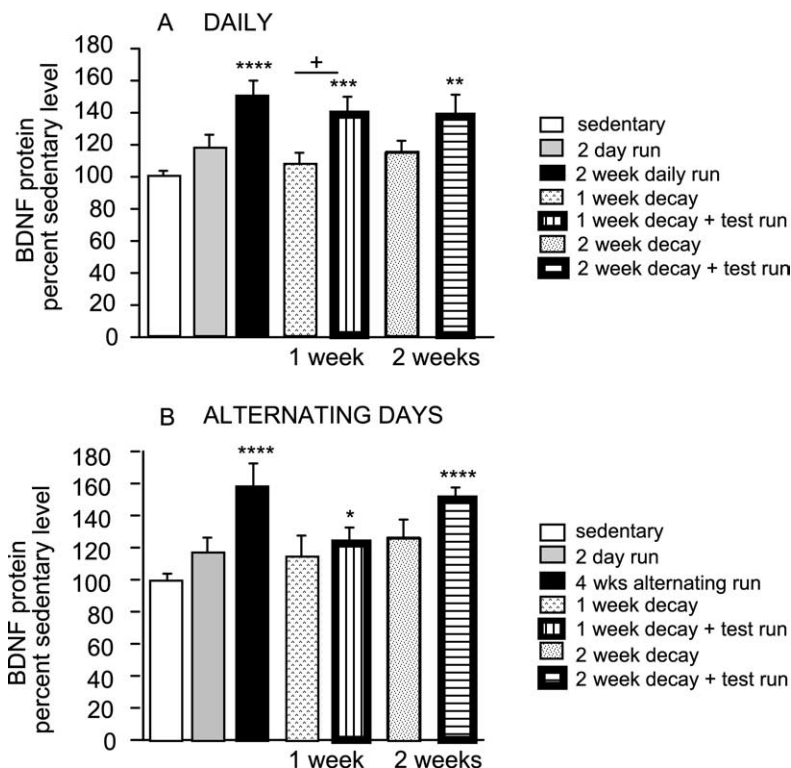 A DAILY
BDNF protein
percent sedentary level
180
160
140
120
100
80
60
40
20
0
****
+
***
**
1 week
2 weeks
sedentary
2 day run
2 week daily run
1 week decay
1 week decay + test run
2 week decay
2 week decay + test run
B ALTERNATING DAYS
BDNF protein
percent sedentary level
180
160
140
120
100
80
60
40
20
0
****
*
****
1 week
2 weeks
sedentary
2 day run
4 wks alternating run
1 week decay
1 week decay + test run
2 week decay
2 week decay + test run